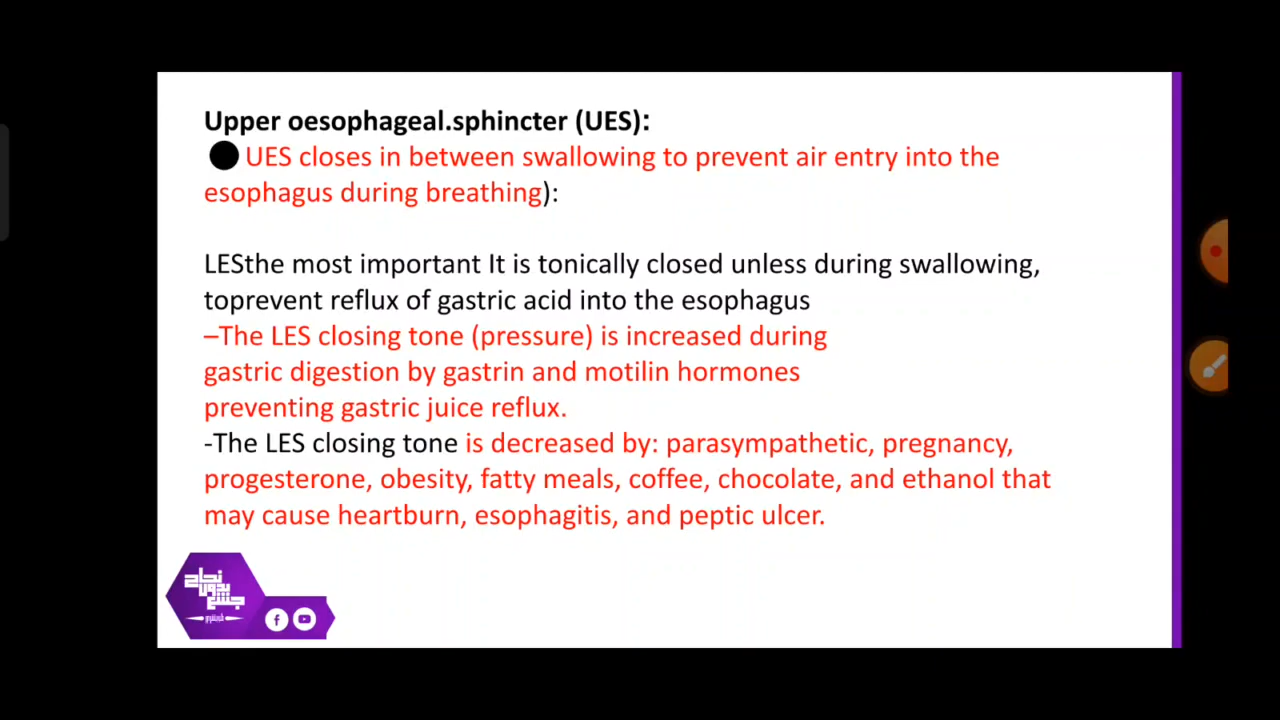 Upper oesophageal.sphincter (UES):
● UES closes in between swallowing to prevent air entry into the
esophagus during breathing):
LESthe most important It is tonically closed unless during swallowing,
toprevent reflux of gastric acid into the esophagus
–The LES closing tone (pressure) is increased during
gastric digestion by gastrin and motilin hormones
preventing gastric juice reflux.
-The LES closing tone is decreased by: parasympathetic, pregnancy,
progesterone, obesity, fatty meals, coffee, chocolate, and ethanol that
may cause heartburn, esophagitis, and peptic ulcer.
نجاح
بدون
جشع